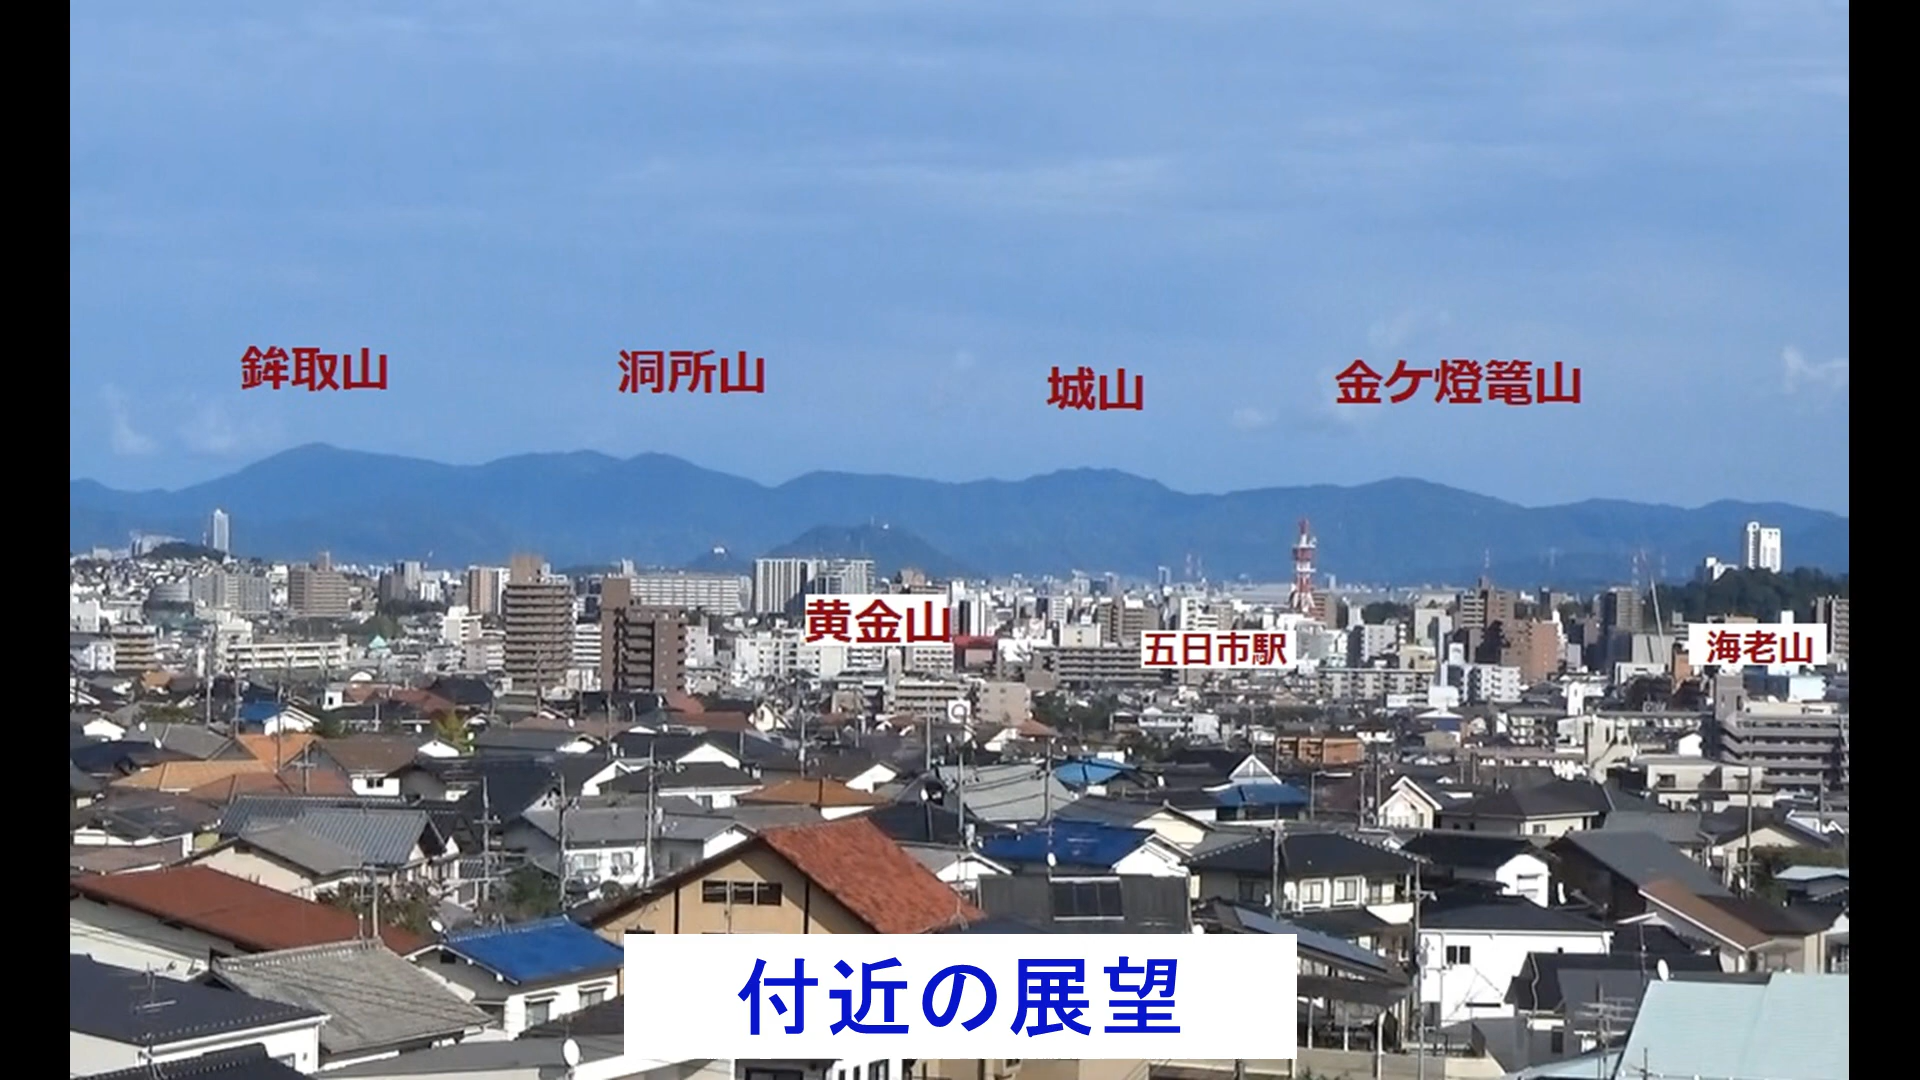 鉾取山
洞所山
城山
金ケ燈篭山
黄金山
五日市駅
海老山
付近の展望